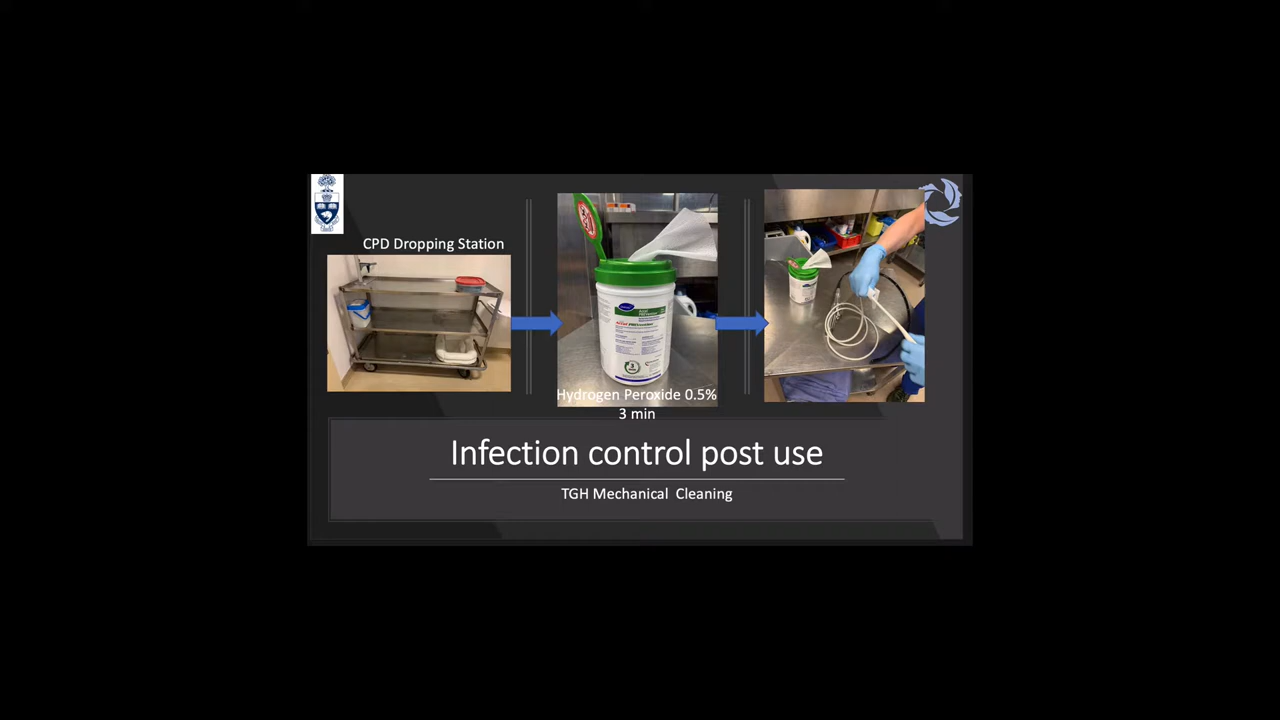 CPD Dropping Station
Hydrogen Peroxide 0.5%
3 min
Infection control post use
TGH Mechanical Cleaning